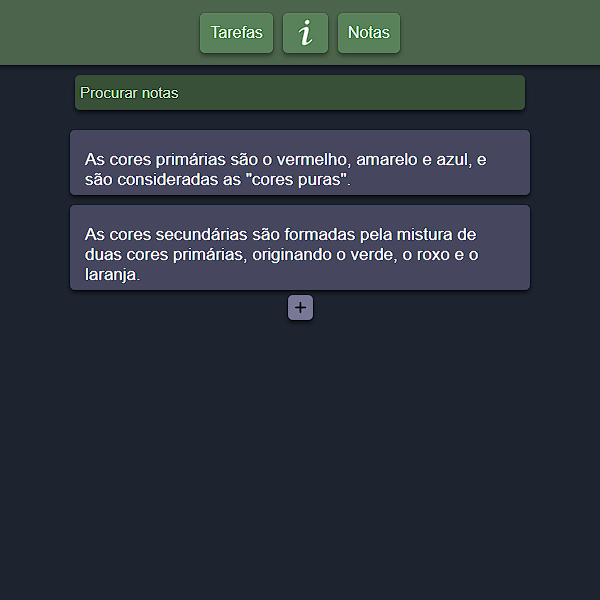 Tarefas
i
Notas
Procurar notas
As cores primárias são o vermelho, amarelo e azul, e
são consideradas as "cores puras".
As cores secundárias são formadas pela mistura de
duas cores primárias, originando o verde, o roxo e o
laranja.
+